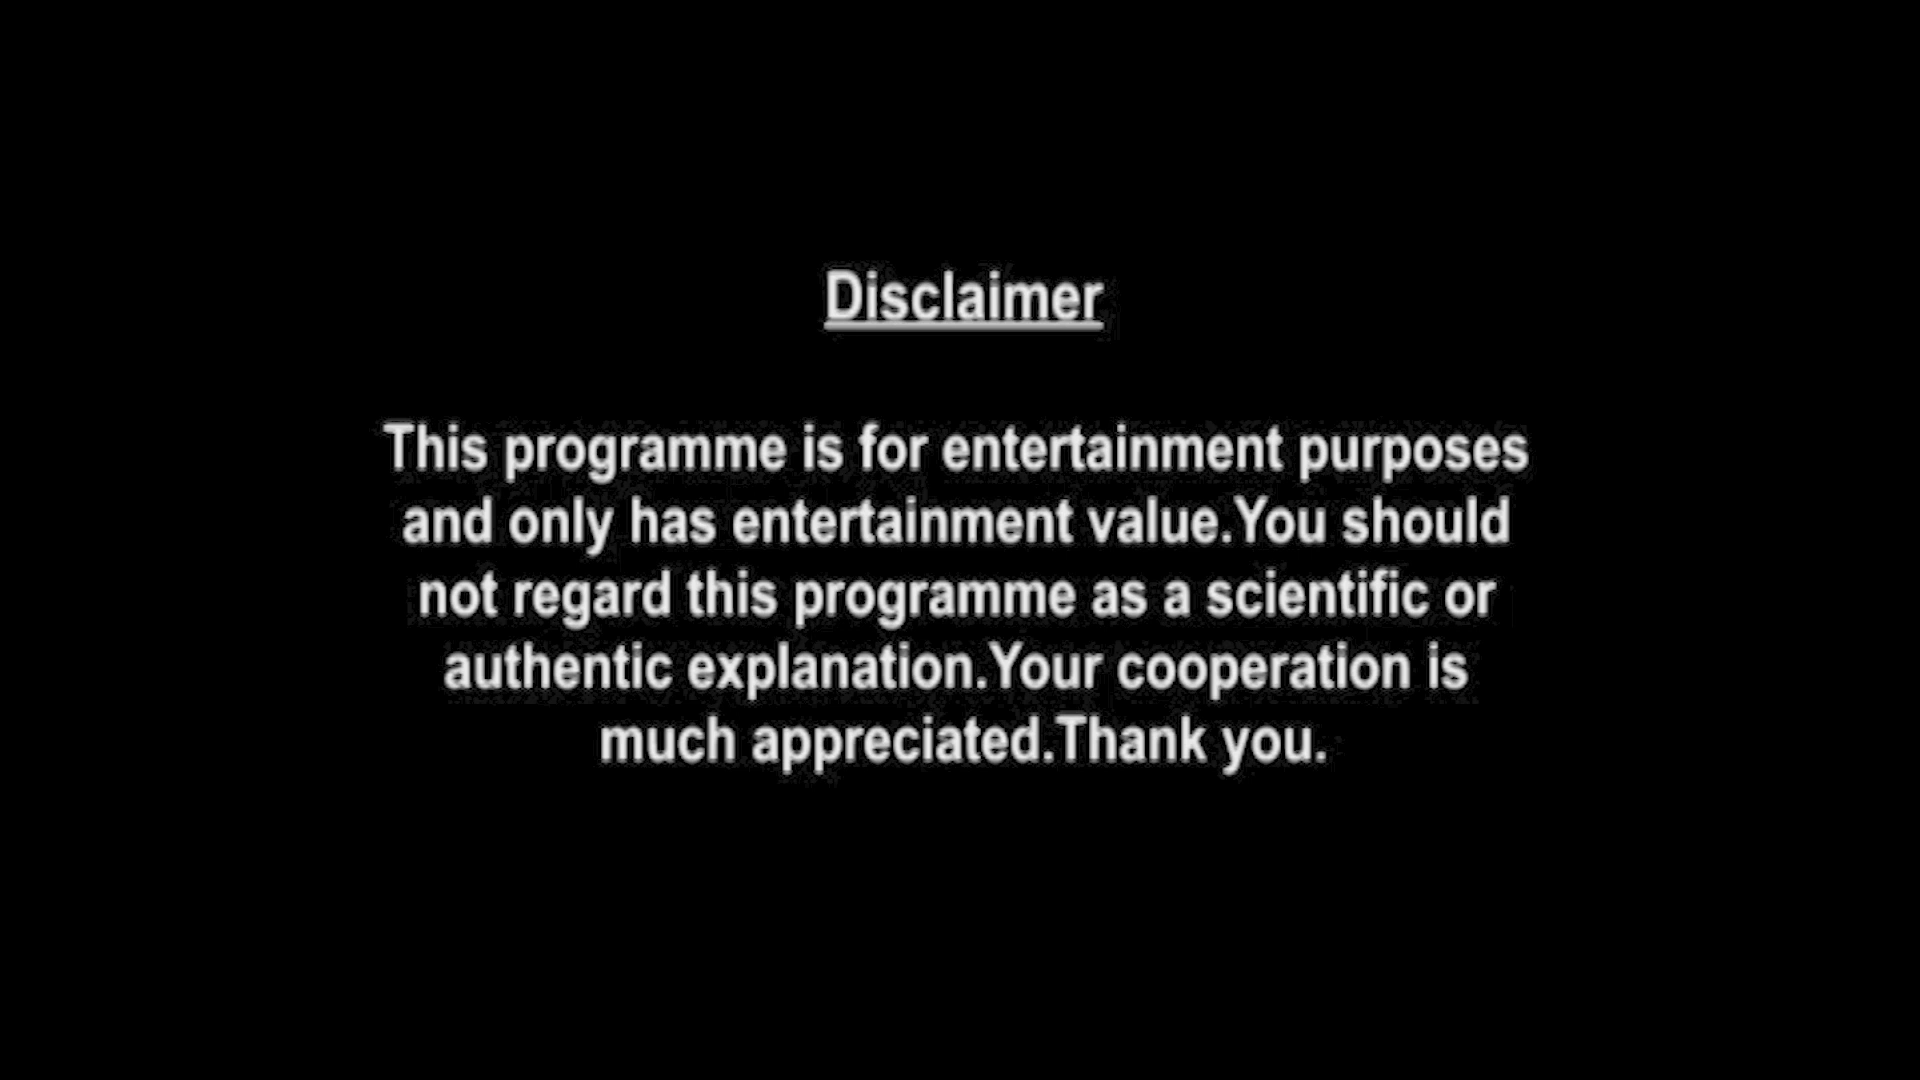 Disclaimer
This programme is for entertainment purposes
and only has entertainment value.You should
not regard this programme as a scientific or
authentic explanation.Your cooperation is
much appreciated.Thank you.